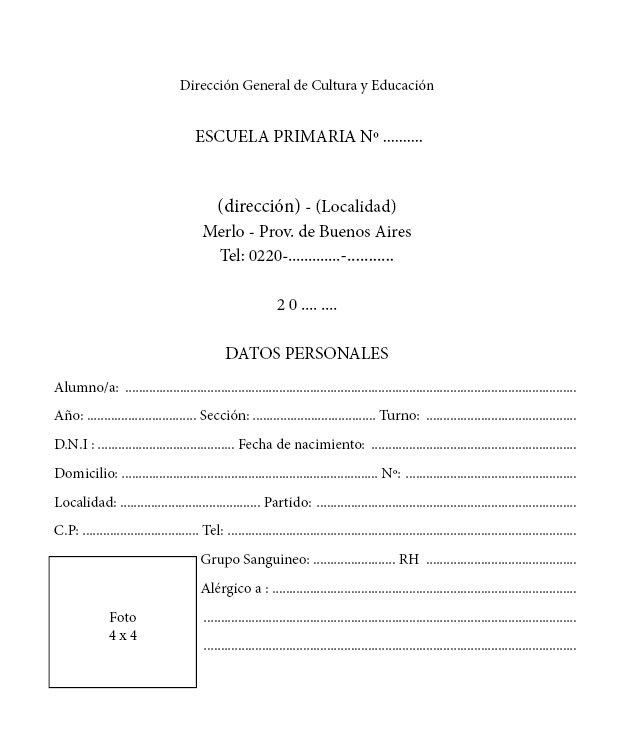 Dirección General de Cultura y Educación
ESCUELA PRIMARIA Nº ..........
(dirección) - (Localidad)
Merlo - Prov. de Buenos Aires
Tel: 0220-.............-...........
2 0 .... ....
DATOS PERSONALES
Alumno/a: ................................................................
Año: .................................. Sección: ...................................... Turno: ..............................................
D.N.I : .......................................... Fecha de nacimiento: ................................................................
Domicilio: ................................................................ Nº: .....................................................
Localidad: ........................................... Partido: ................................................................
C.P: .................................... Tel: ................................................................
Grupo Sanguineo: ......................... RH ..............................................
Alérgico a : ................................................................
................................................................
................................................................
Foto
4 x 4